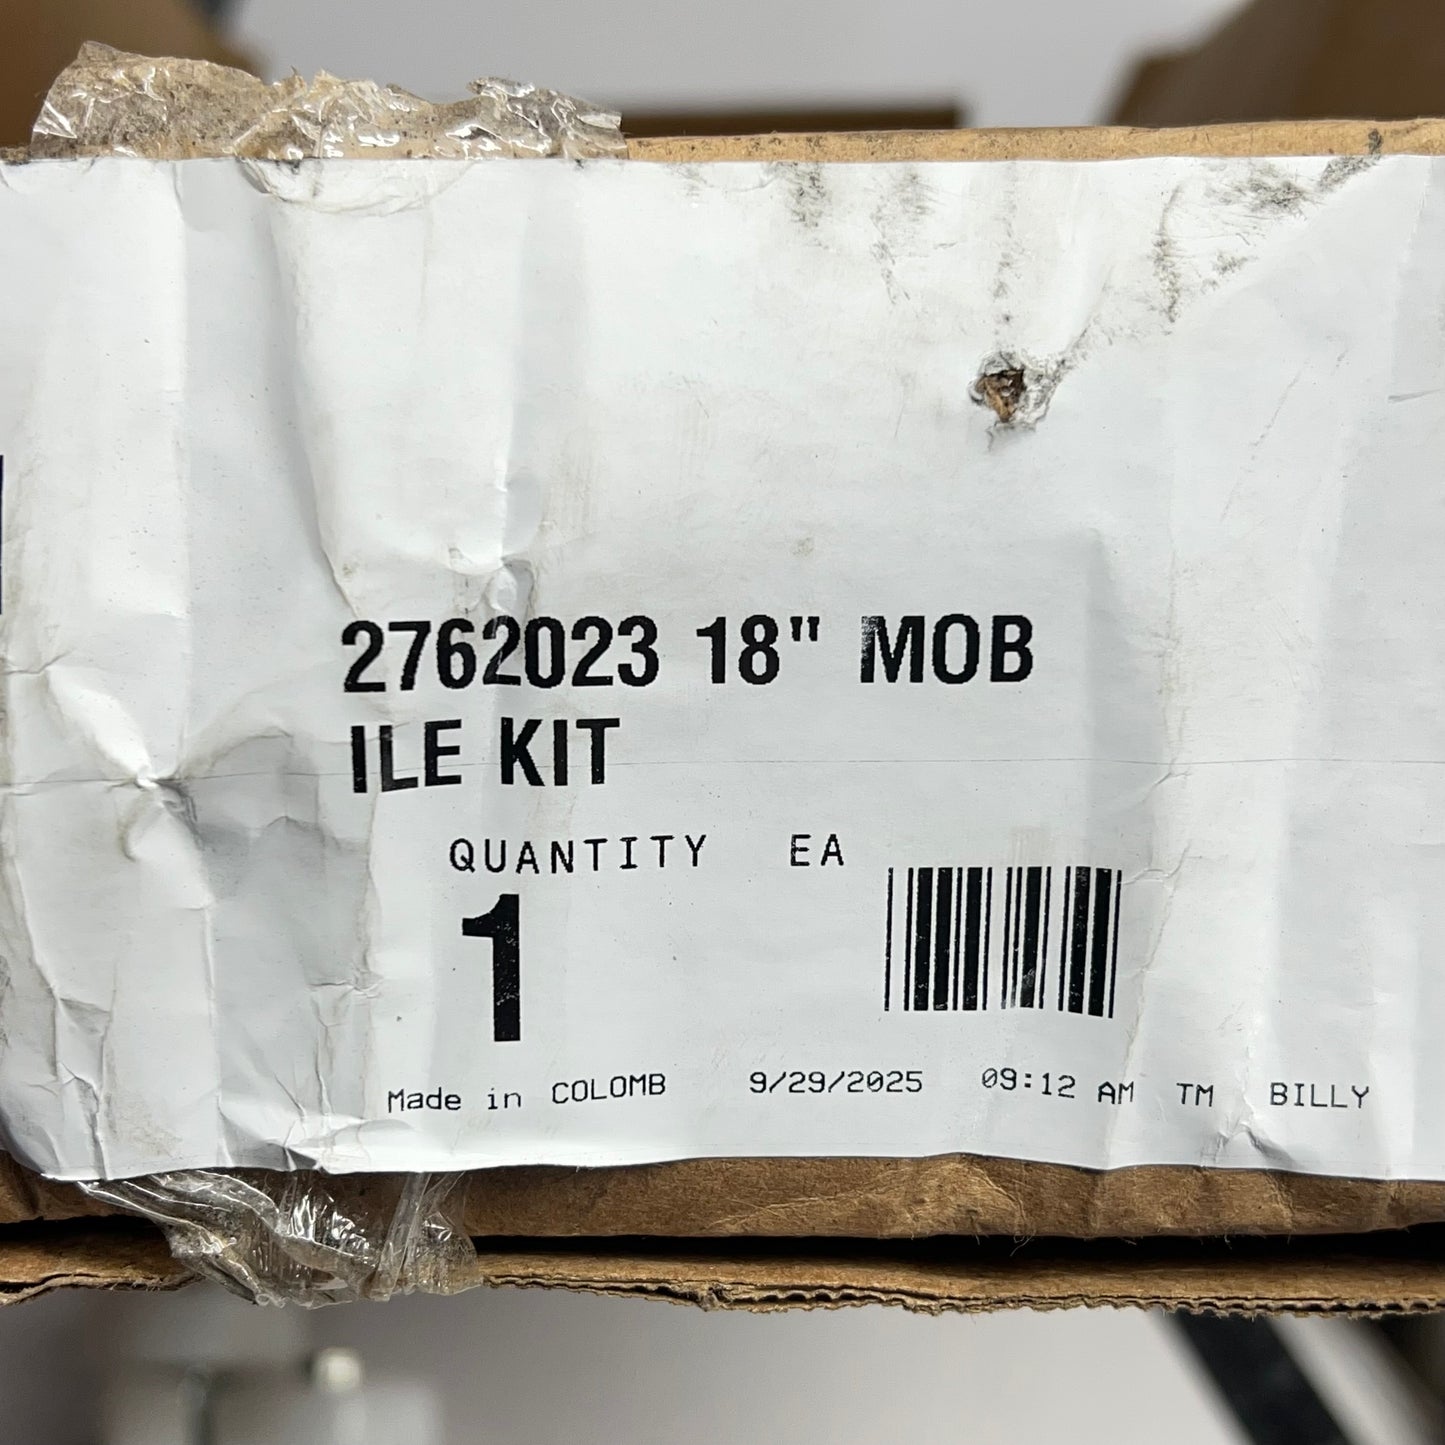 2762023 18" MOB
ILE KIT
QUANTITY EA
1
Made in COLOMB 9/29/2025 09:12 AM TM BILLY